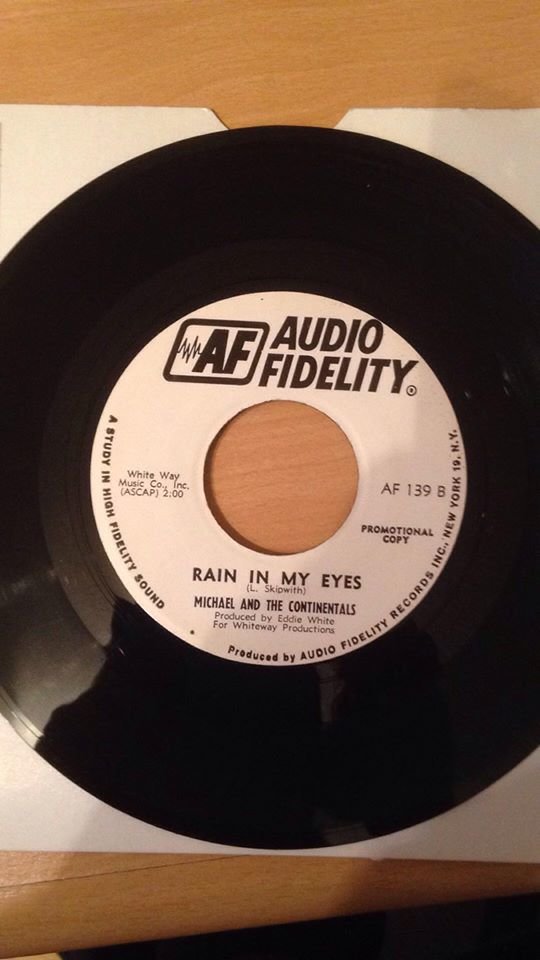 AF
AUDIO
FIDELITY®
White Way
Music Co., Inc.
(ASCAP) 2:00
AF 139 B
PROMOTIONAL
COPY
RAIN IN MY EYES
(L. Skipwith)
MICHAEL AND THE CONTINENTALS
Produced by Eddie White
For Whiteway Productions
A STUDY IN HIGH FIDELITY SOUND
Produced by AUDIO FIDELITY RECORDS INC., NEW YORK 19, N.Y.